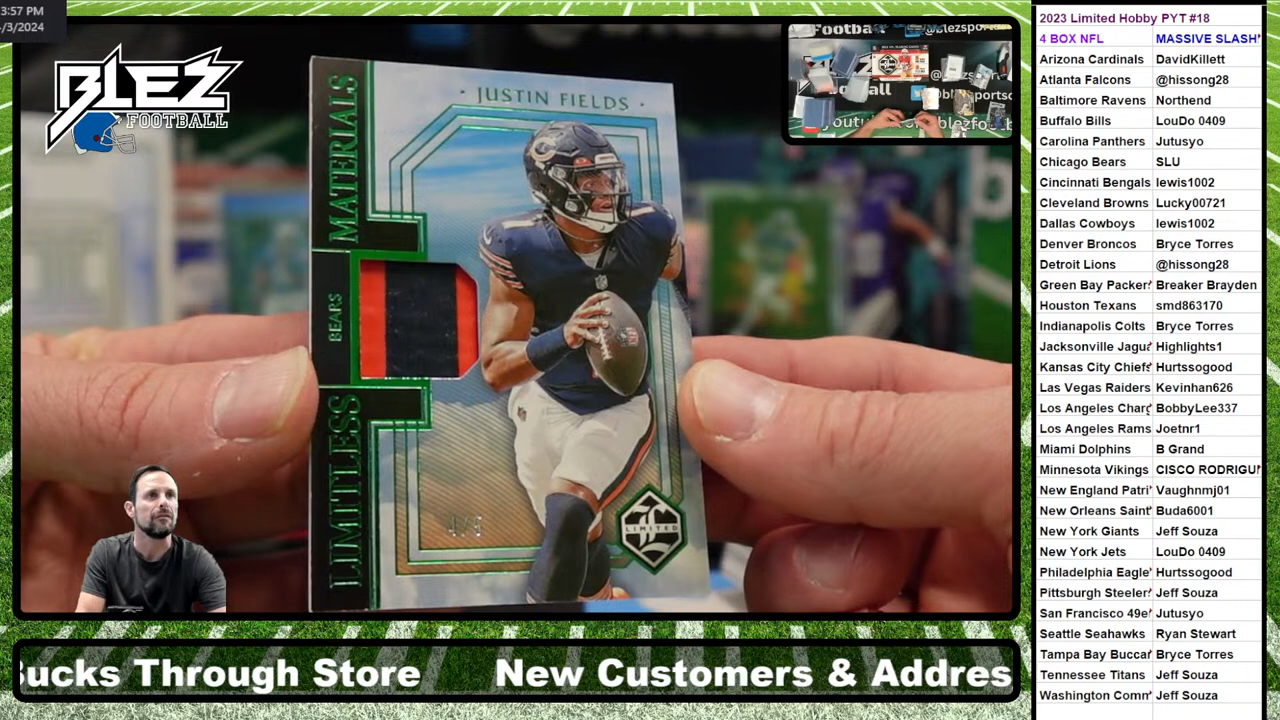 3:57 PM
/3/2024
BLEZ
FOOTBALL
· JUSTIN FIELDS ·
MATERIALS
BEARS
LIMITLESS
LIMITED
Football
@blezspor
ucks Through Store New Customers & Addres
2023 Limited Hobby PYT #18
4 BOX NFL MASSIVE SLASH
Arizona Cardinals DavidKillett
Atlanta Falcons @hissong28
Baltimore Ravens Northend
Buffalo Bills LouDo 0409
Carolina Panthers Jutusyo
Chicago Bears SLU
Cincinnati Bengals lewis1002
Cleveland Browns Lucky00721
Dallas Cowboys lewis1002
Denver Broncos Bryce Torres
Detroit Lions @hissong28
Green Bay Packer Breaker Brayden
Houston Texans smd863170
Indianapolis Colts Bryce Torres
Jacksonville Jagua Highlights1
Kansas City Chiefs Hurtssogood
Las Vegas Raiders Kevinhan626
Los Angeles Charg BobbyLee337
Los Angeles Rams Joetnr1
Miami Dolphins B Grand
Minnesota Vikings CISCO RODRIGU
New England Patri Vaughnmj01
New Orleans Saint Buda6001
New York Giants Jeff Souza
New York Jets LouDo 0409
Philadelphia Eagle Hurtssogood
Pittsburgh Steeler Jeff Souza
San Francisco 49e Jutusyo
Seattle Seahawks Ryan Stewart
Tampa Bay Buccar Bryce Torres
Tennessee Titans Jeff Souza
Washington Comm Jeff Souza